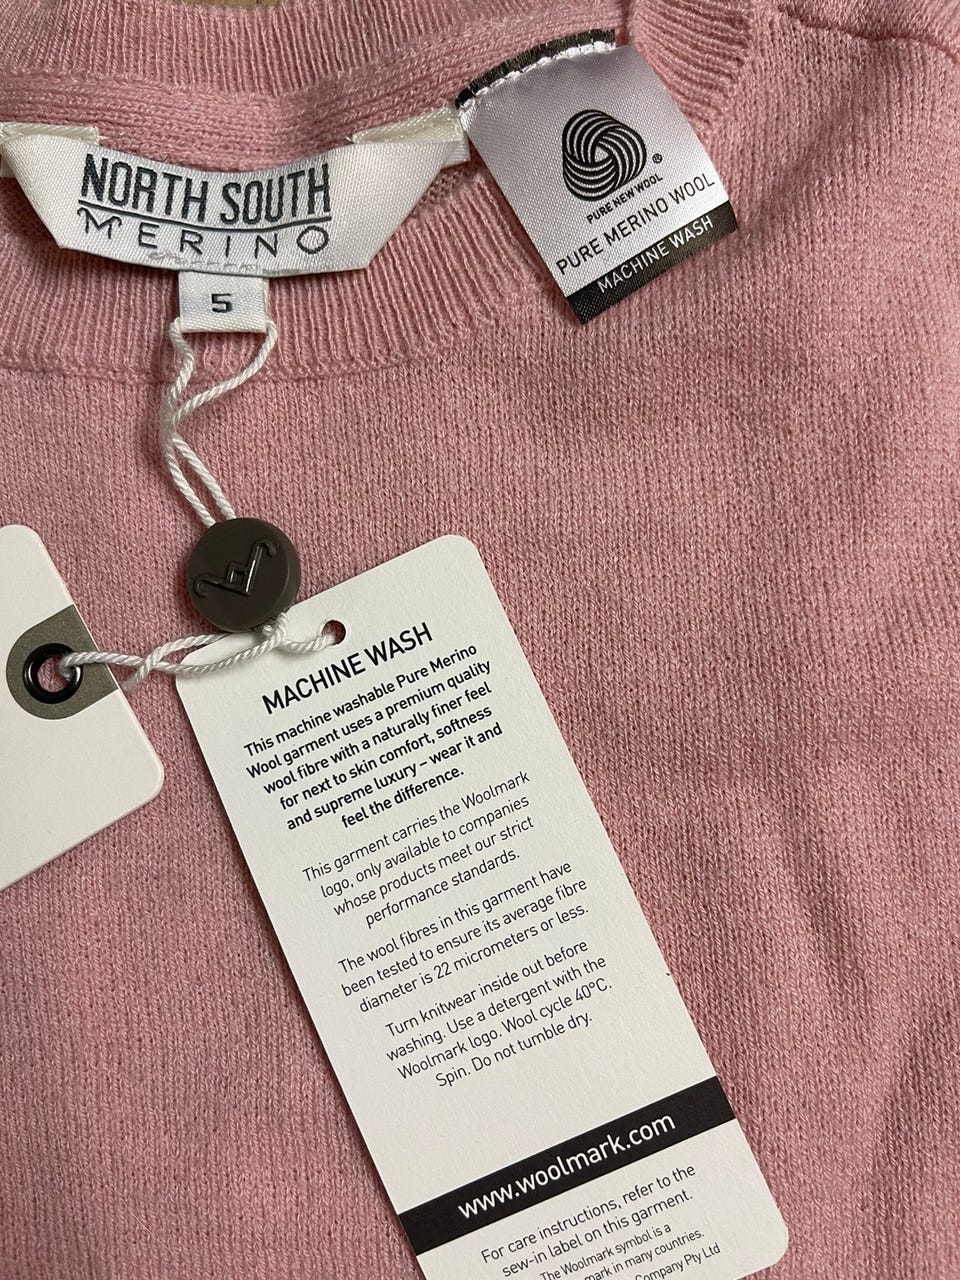 NORTH SOUTH
MERINO
5
®
PURE NEW WOOL
PURE MERINO WOOL
MACHINE WASH
MACHINE WASH
This machine washable Pure Merino
Wool garment uses a premium quality
wool fibre with a naturally finer feel
for next to skin comfort, softness
and supreme luxury – wear it and
feel the difference.
This garment carries the Woolmark
logo, only available to companies
whose products meet our strict
performance standards.
The wool fibres in this garment have
been tested to ensure its average fibre
diameter is 22 micrometers or less.
Turn knitwear inside out before
washing. Use a detergent with the
Woolmark logo. Wool cycle 40°C.
Spin. Do not tumble dry.
www.woolmark.com
For care instructions, refer to the
sew-in label on this garment.
The Woolmark symbol is a
mark in many countries.
Company Pty Ltd